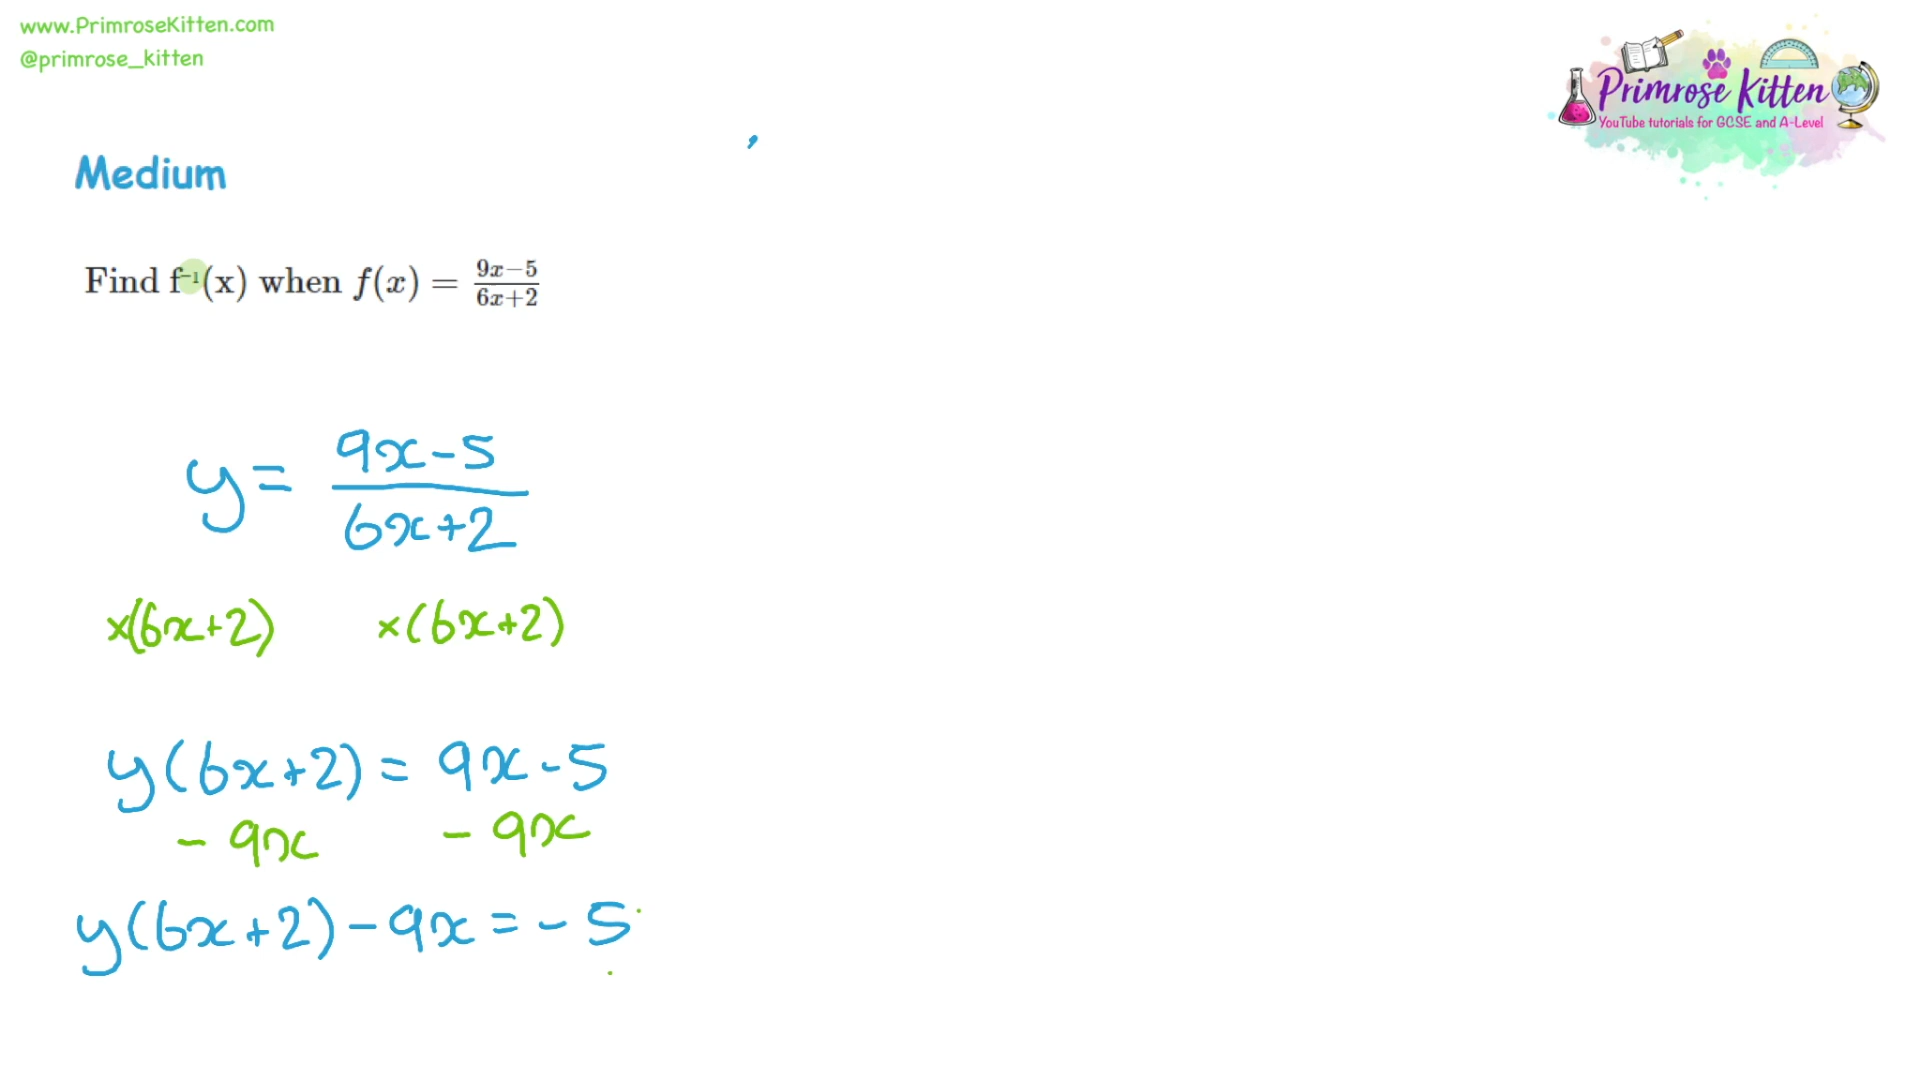 www.PrimroseKitten.com
@primrose_kitten
Primrose Kitten
YouTube tutorials for GCSE and A-Level
Medium
Find f⁻¹(x) when f(x) = (9x−5)/(6x+2)
y = (9x-5)/(6x+2)
×(6x+2) ×(6x+2)
y(6x+2) = 9x-5
- 9x - 9x
y(6x+2)-9x = -5